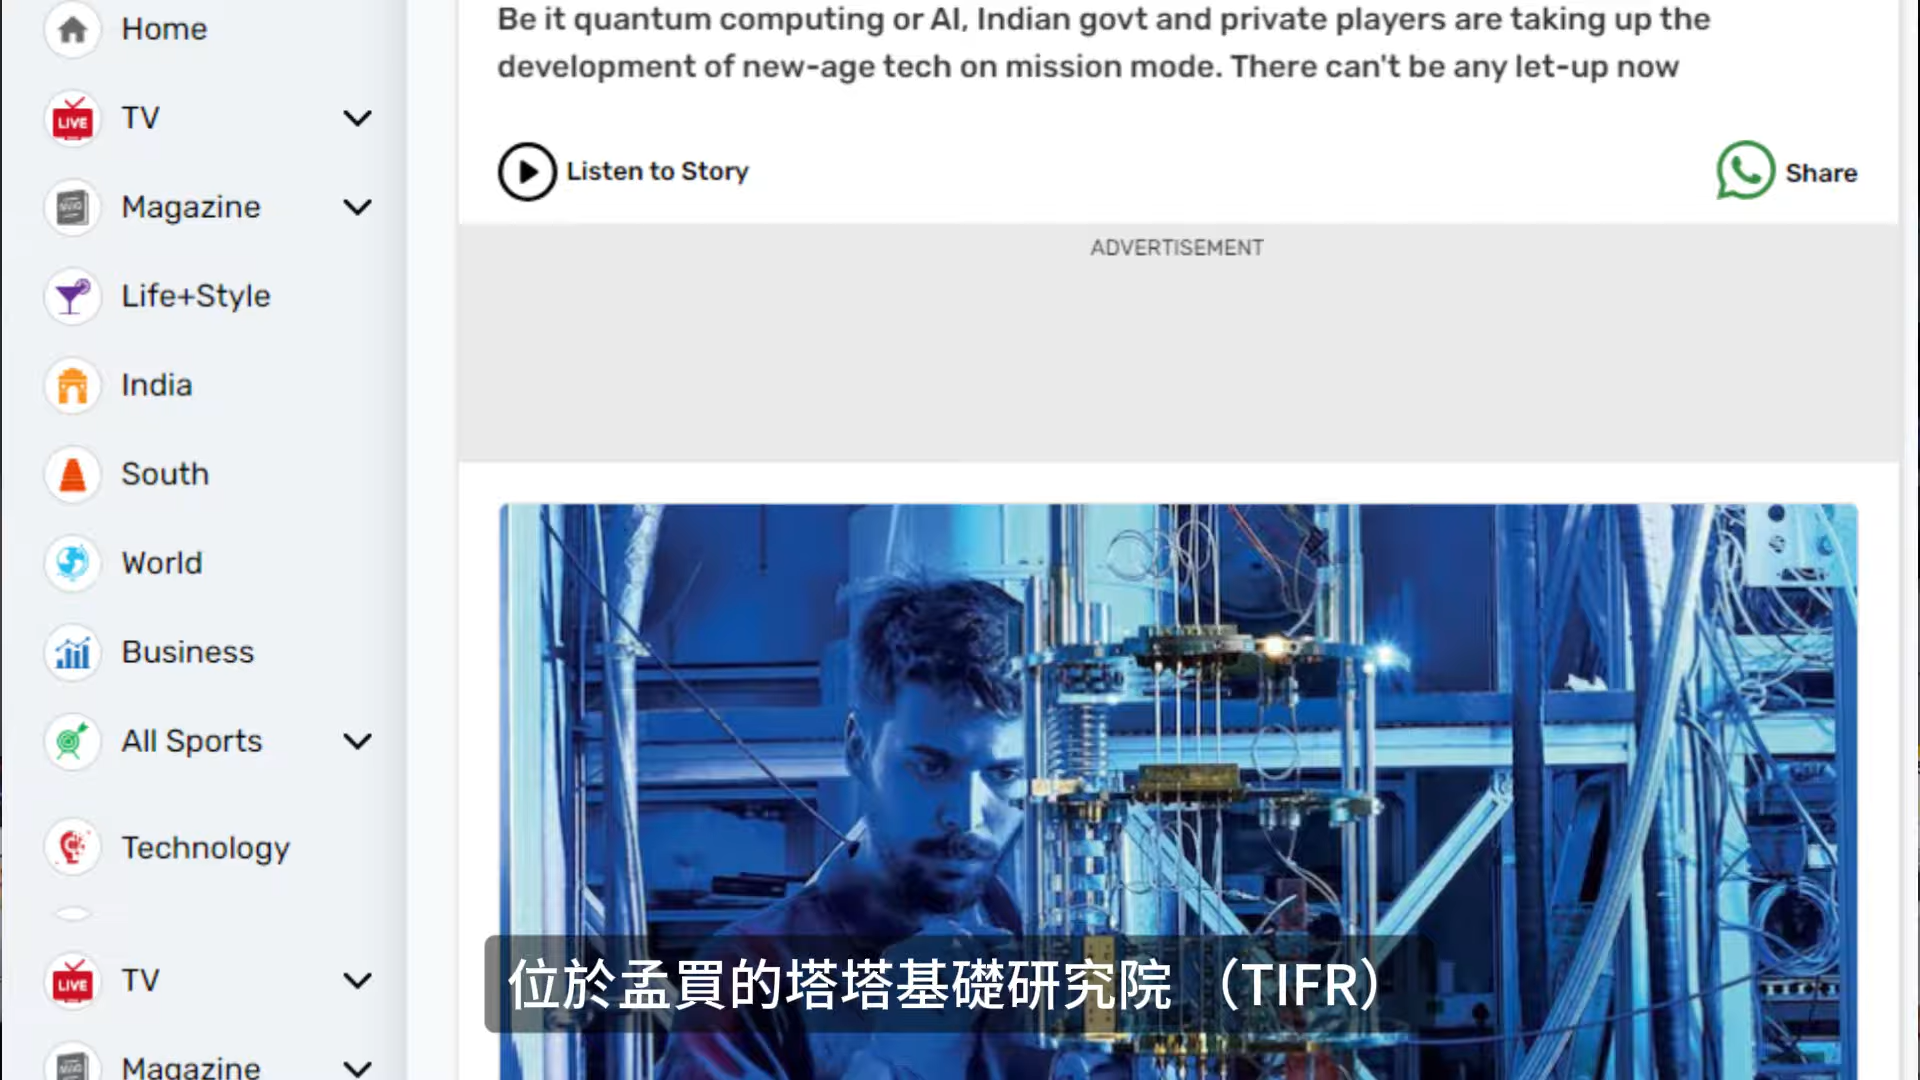 Home
TV
Magazine
Life+Style
India
South
World
Business
All Sports
Technology
TV
Magazine
Be it quantum computing or AI, Indian govt and private players are taking up the
development of new-age tech on mission mode. There can't be any let-up now
Listen to Story
Share
ADVERTISEMENT
LIVE
LIVE
位於孟買的塔塔基礎研究院 （TIFR）